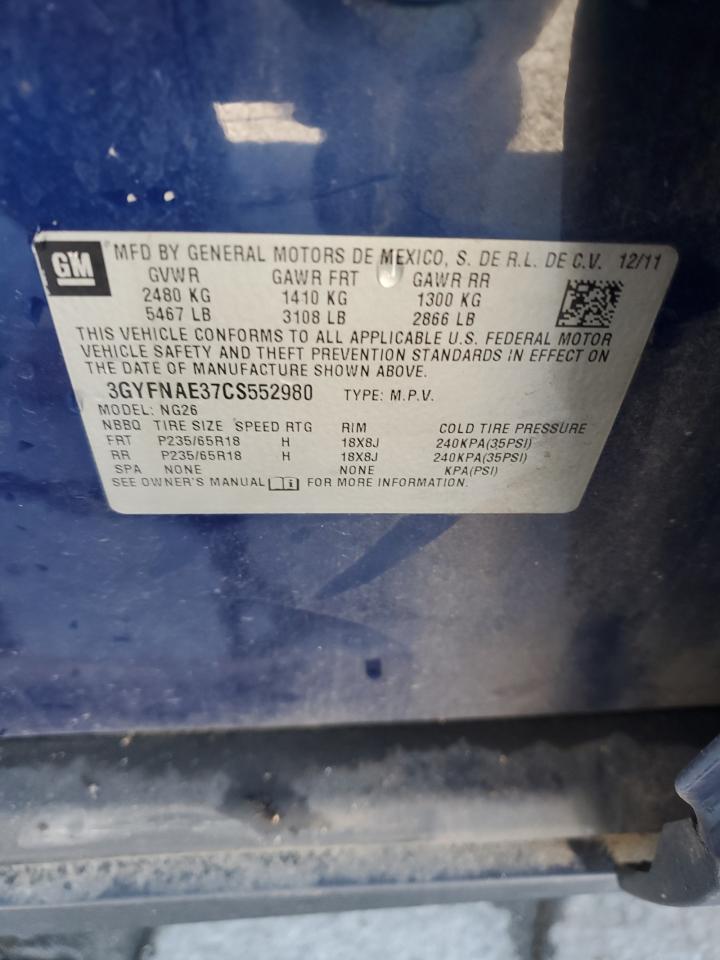 GM
MFD BY GENERAL MOTORS DE MEXICO, S. DE R.L. DE C.V. 12/11
GVWR GAWR FRT GAWR RR
2480 KG 1410 KG 1300 KG
5467 LB 3108 LB 2866 LB
THIS VEHICLE CONFORMS TO ALL APPLICABLE U.S. FEDERAL MOTOR
VEHICLE SAFETY AND THEFT PREVENTION STANDARDS IN EFFECT ON
THE DATE OF MANUFACTURE SHOWN ABOVE.
3GYFNAE37CS552980 TYPE: M.P.V.
MODEL: NG26
NBBQ TIRE SIZE SPEED RTG RIM COLD TIRE PRESSURE
FRT P235/65R18 H 18X8J 240KPA(35PSI)
RR P235/65R18 H 18X8J 240KPA(35PSI)
SPA NONE NONE KPA(PSI)
SEE OWNER'S MANUAL i FOR MORE INFORMATION.